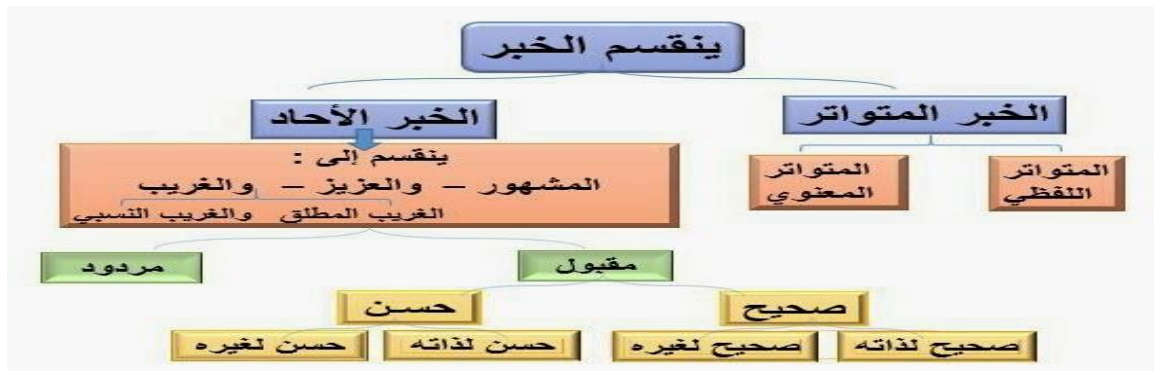 ينقسم الخبر
الخبر المتواتر
الخبر الأحاد
المتواتر
اللفظي
المتواتر
المعنوي
ينقسم إلى :
المشهور – والعزيز – والغريب
الغريب المطلق والغريب النسبي
مقبول
مردود
صحيح
حسن
صحيح لذاته
صحيح لغيره
حسن لذاته
حسن لغيره